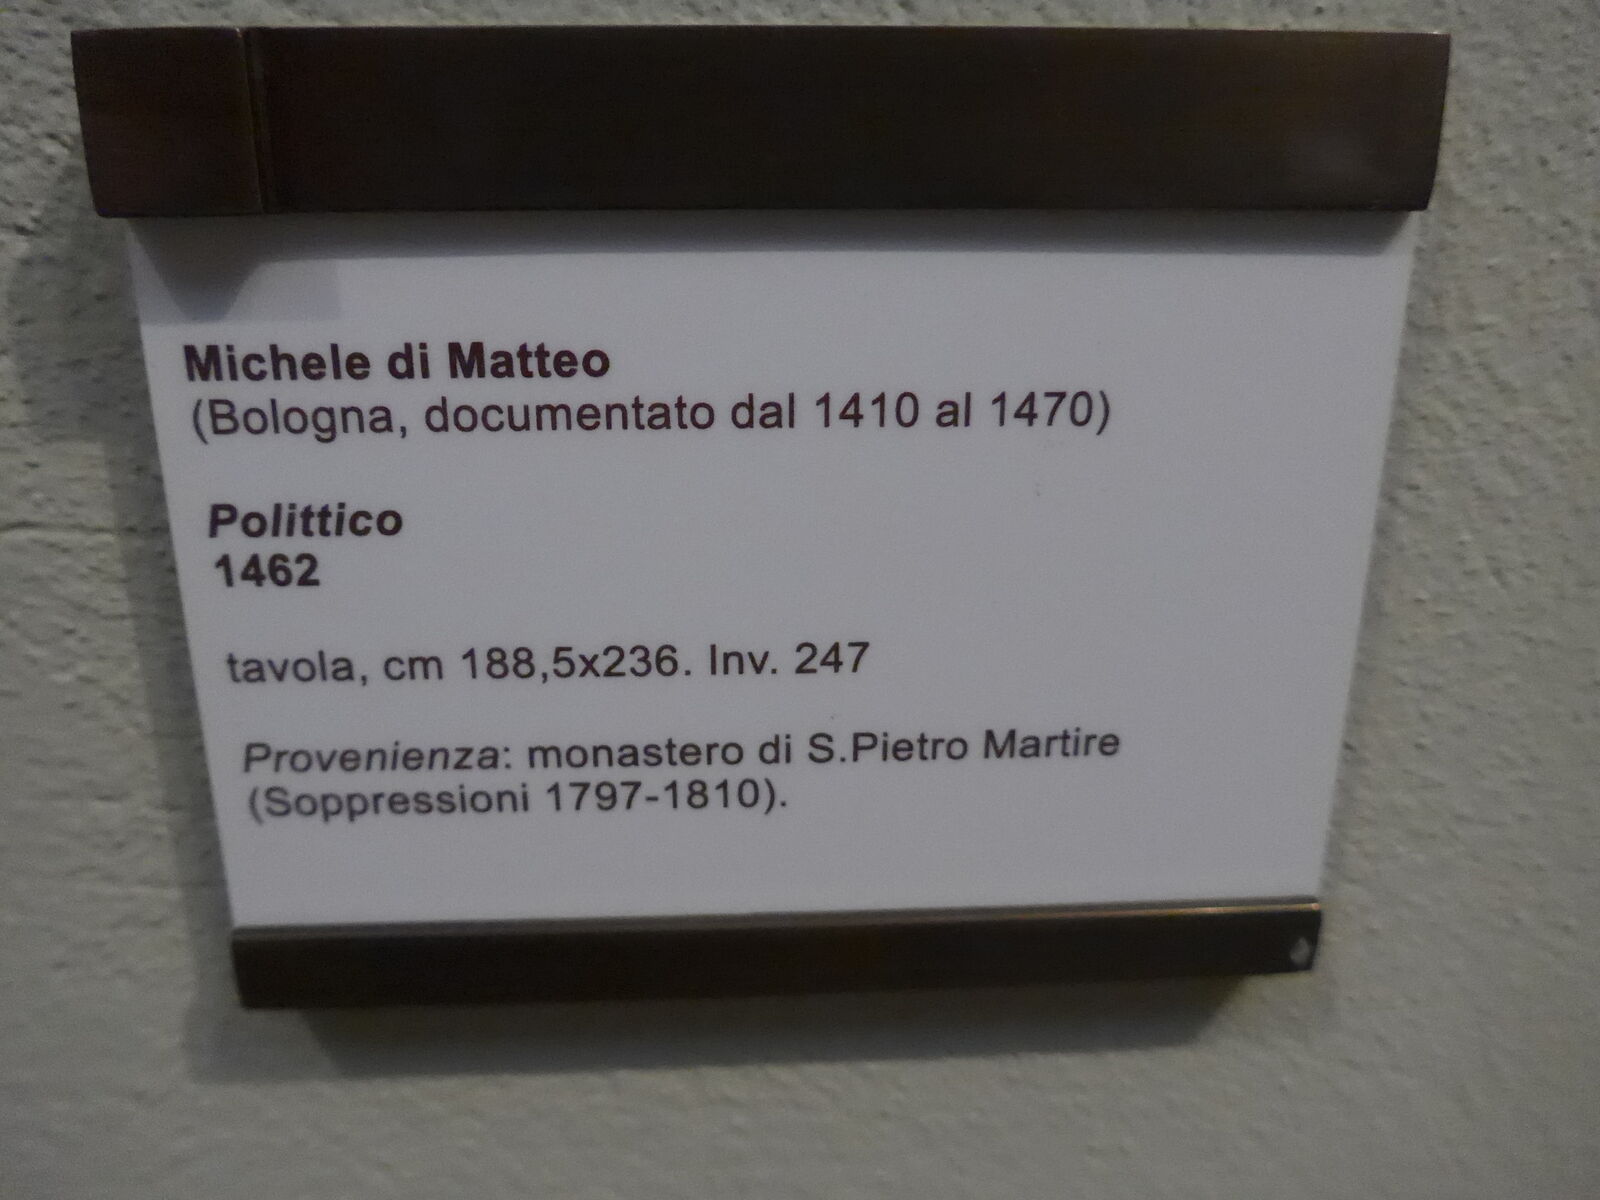 Michele di Matteo
(Bologna, documentato dal 1410 al 1470)
Polittico
1462
tavola, cm 188,5x236. Inv. 247
Provenienza: monastero di S.Pietro Martire
(Soppressioni 1797-1810).